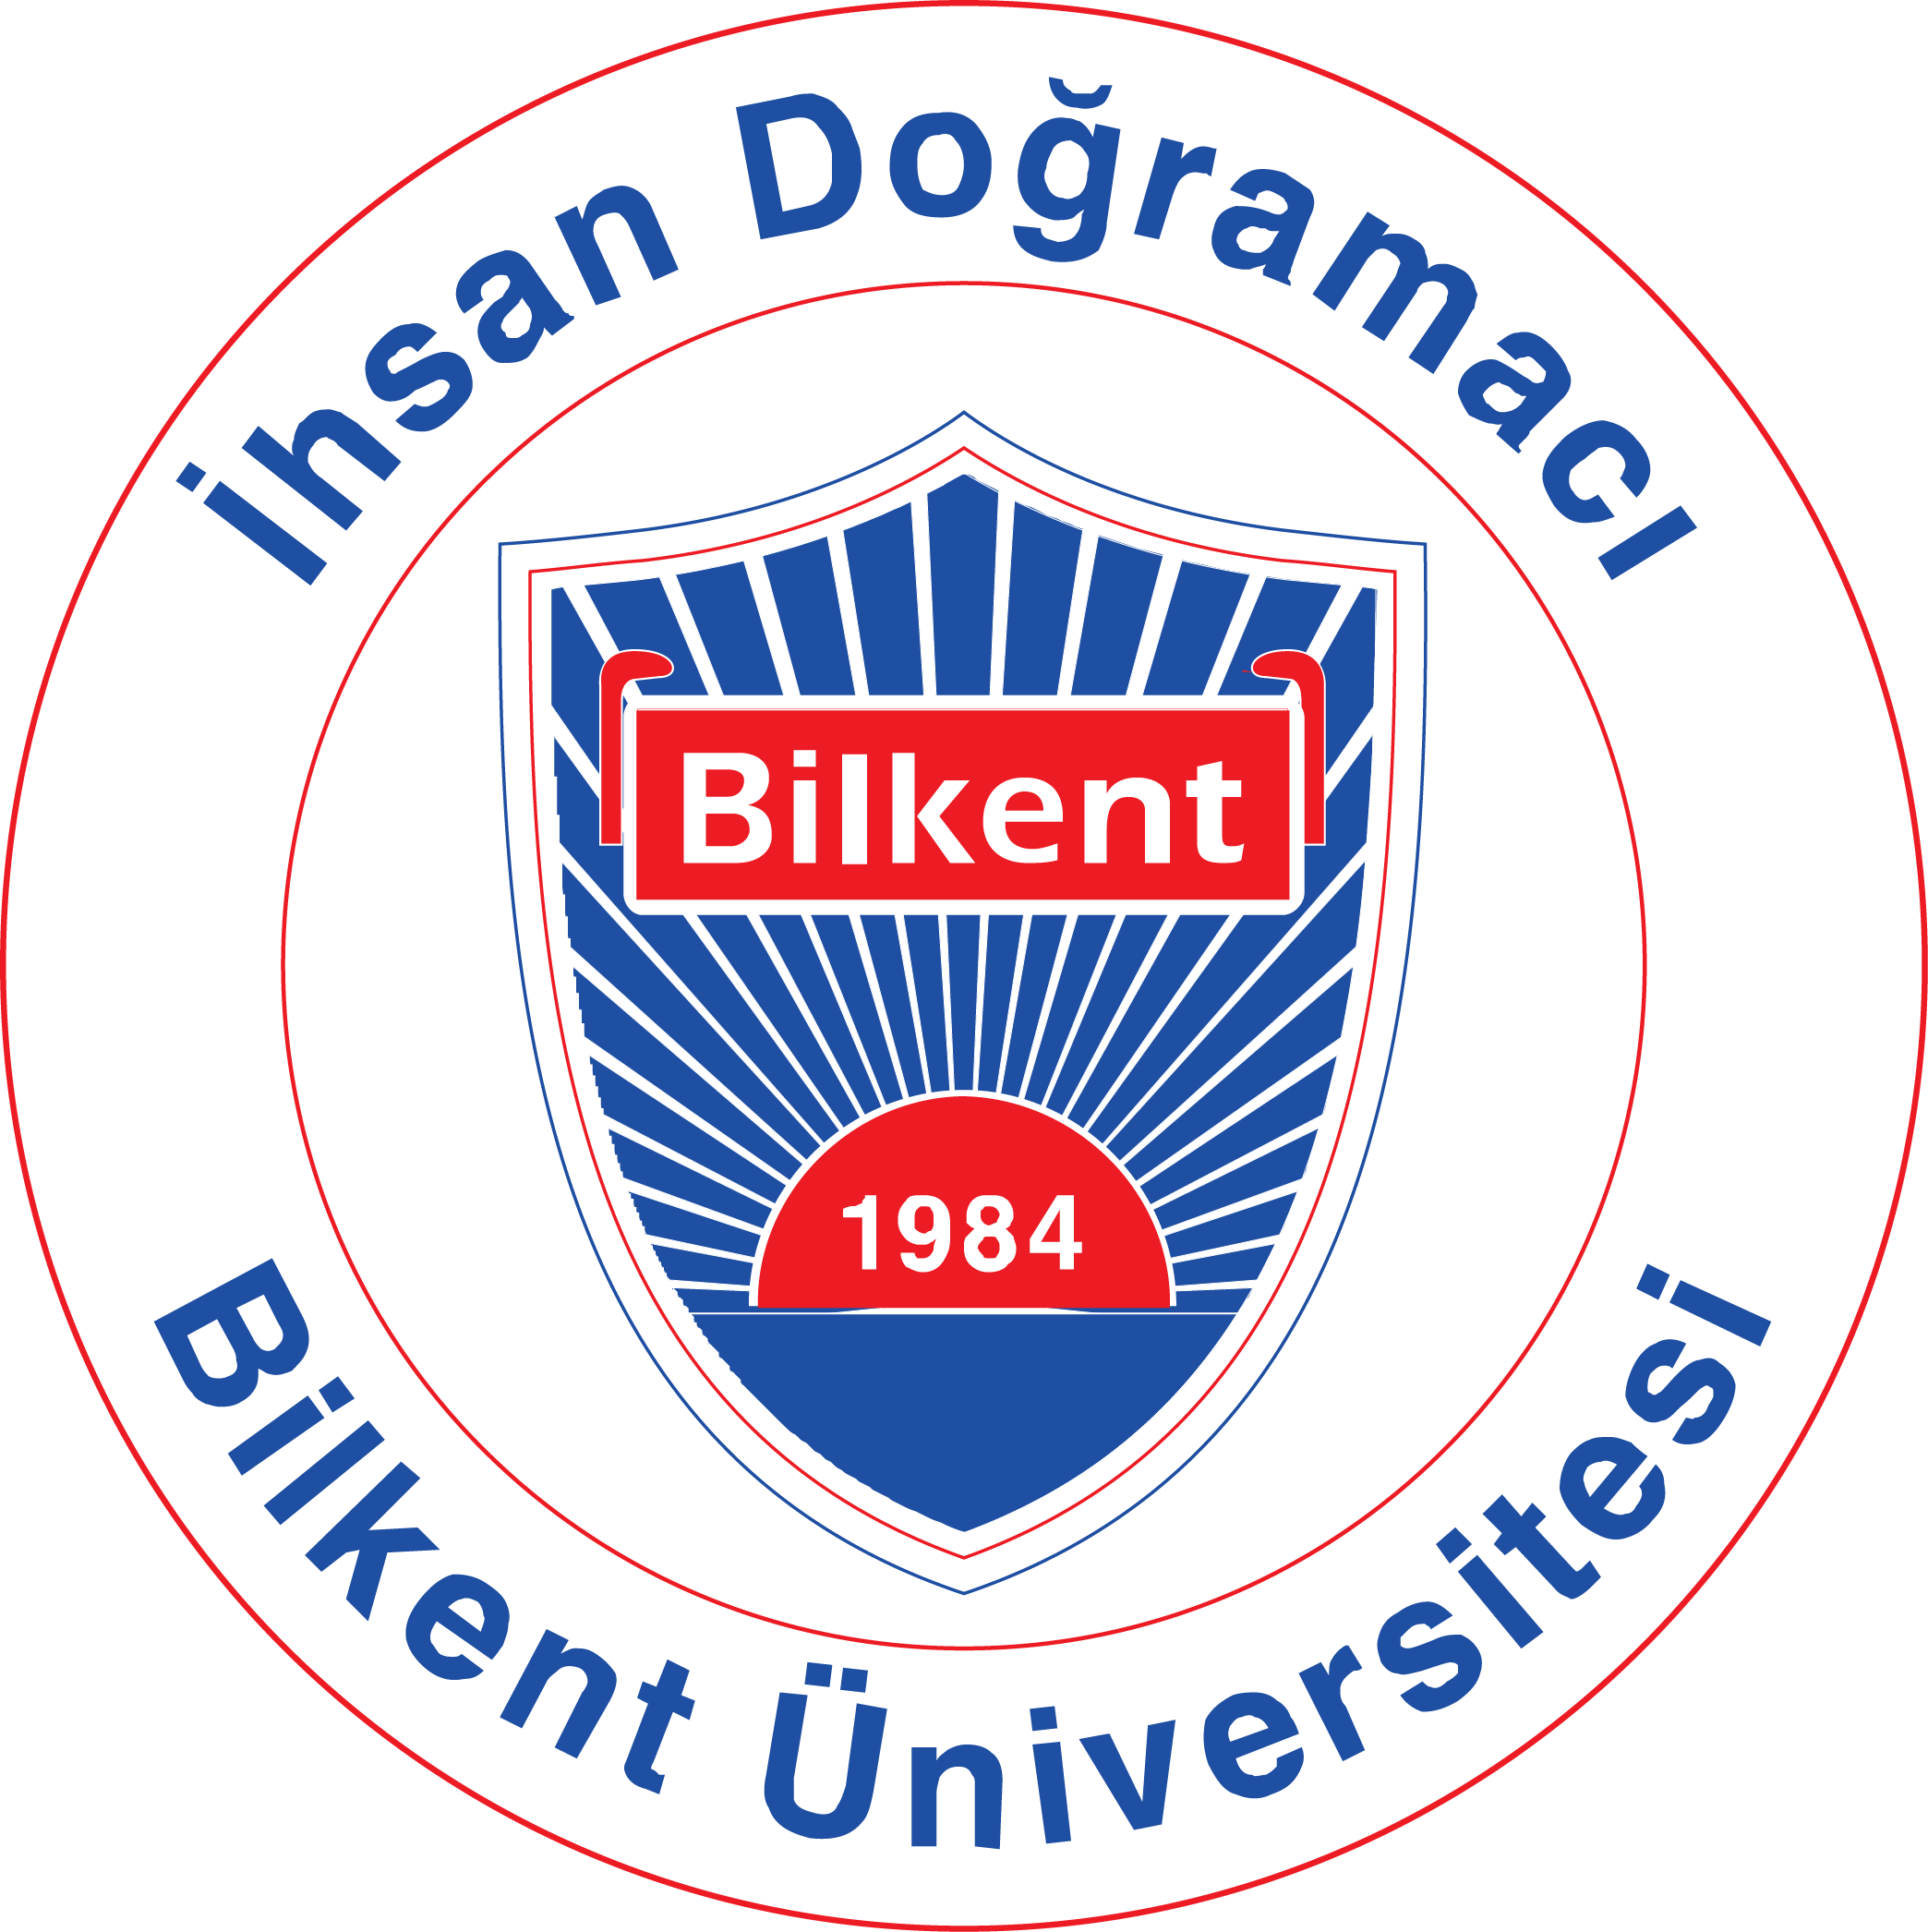 İhsan Doğramacı
Bilkent
1984
Bilkent Üniversitesi